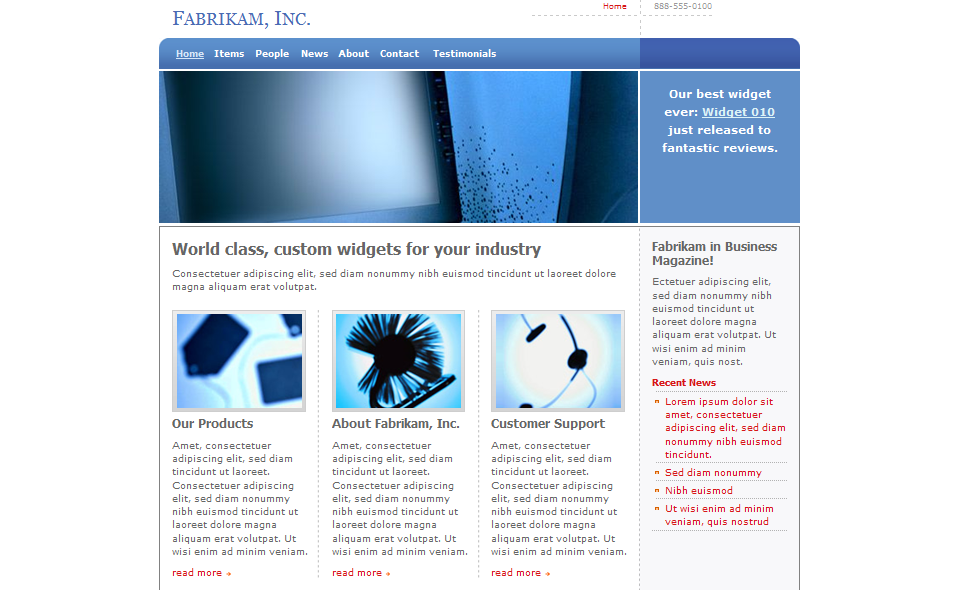 FABRIKAM, INC.
Home
888-555-0100
Home Items People News About Contact Testimonials
Our best widget
ever: Widget 010
just released to
fantastic reviews.
World class, custom widgets for your industry
Consectetuer adipiscing elit, sed diam nonummy nibh euismod tincidunt ut laoreet dolore
magna aliquam erat volutpat.
Our Products
Amet, consectetuer
adipiscing elit, sed diam
tincidunt ut laoreet.
Consectetuer adipiscing
elit, sed diam nonummy
nibh euismod tincidunt ut
laoreet dolore magna
aliquam erat volutpat. Ut
wisi enim ad minim veniam.
read more
About Fabrikam, Inc.
Amet, consectetuer
adipiscing elit, sed diam
tincidunt ut laoreet.
Consectetuer adipiscing
elit, sed diam nonummy
nibh euismod tincidunt ut
laoreet dolore magna
aliquam erat volutpat. Ut
wisi enim ad minim veniam.
read more
Customer Support
Amet, consectetuer
adipiscing elit, sed diam
tincidunt ut laoreet.
Consectetuer adipiscing
elit, sed diam nonummy
nibh euismod tincidunt ut
laoreet dolore magna
aliquam erat volutpat. Ut
wisi enim ad minim veniam.
read more
Fabrikam in Business
Magazine!
Ectetuer adipiscing elit,
sed diam nonummy nibh
euismod tincidunt ut
laoreet dolore magna
aliquam erat volutpat. Ut
wisi enim ad minim
veniam, quis nost.
Recent News
Lorem ipsum dolor sit
amet, consectetuer
adipiscing elit, sed diam
nonummy nibh euismod
tincidunt.
Sed diam nonummy
Nibh euismod
Ut wisi enim ad minim
veniam, quis nostrud